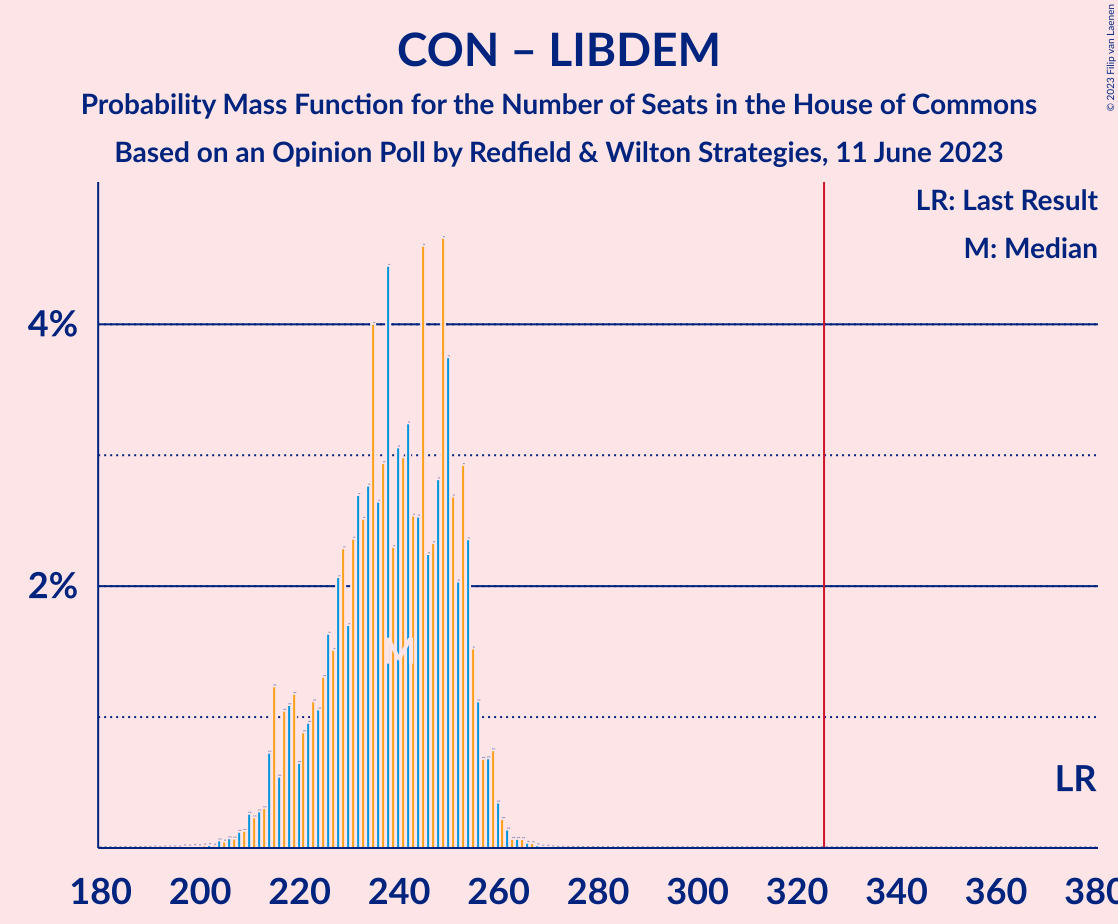 CON – LIBDEM
Probability Mass Function for the Number of Seats in the House of Commons
Based on an Opinion Poll by Redfield & Wilton Strategies, 11 June 2023
© 2023 Filip van Laenen
LR: Last Result
M: Median
4%
2%
M
LR
180 200 220 240 260 280 300 320 340 360 380